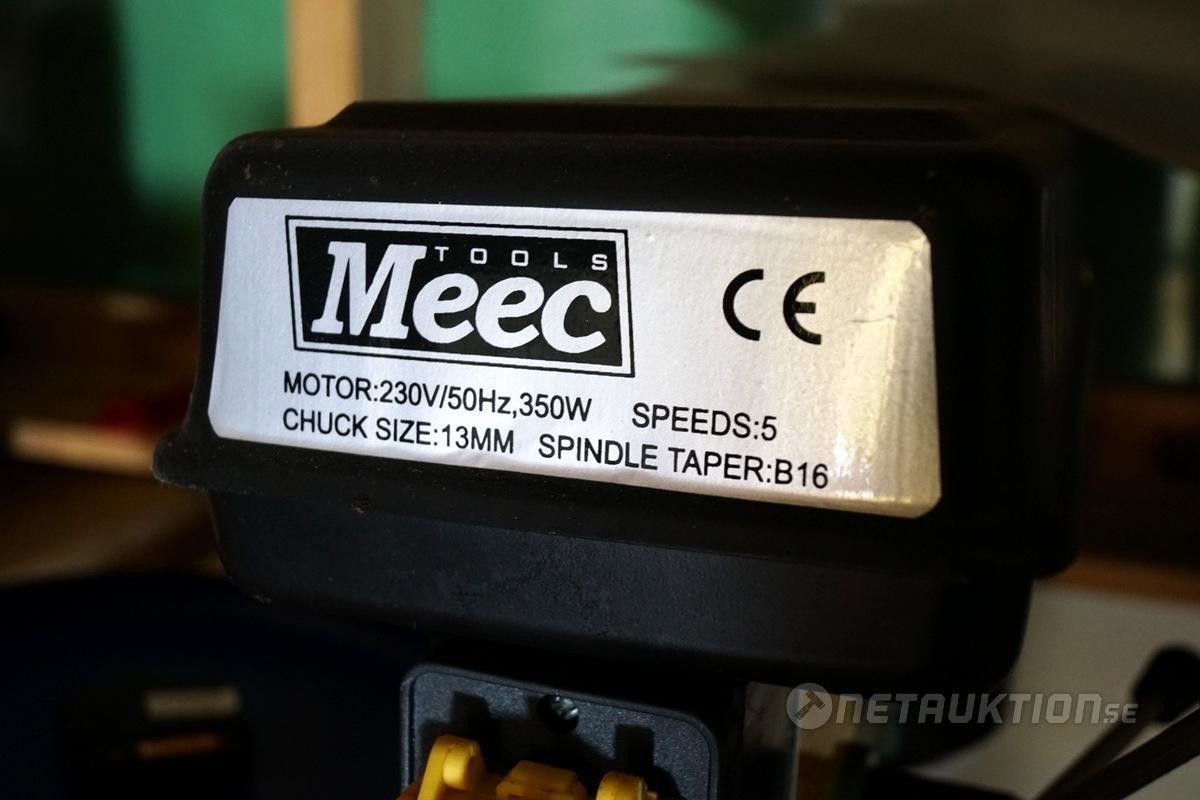 TOOLS
Meec
CE
MOTOR:230V/50Hz,350W SPEEDS:5
CHUCK SIZE:13MM SPINDLE TAPER:B16
NETAUKTION.SE